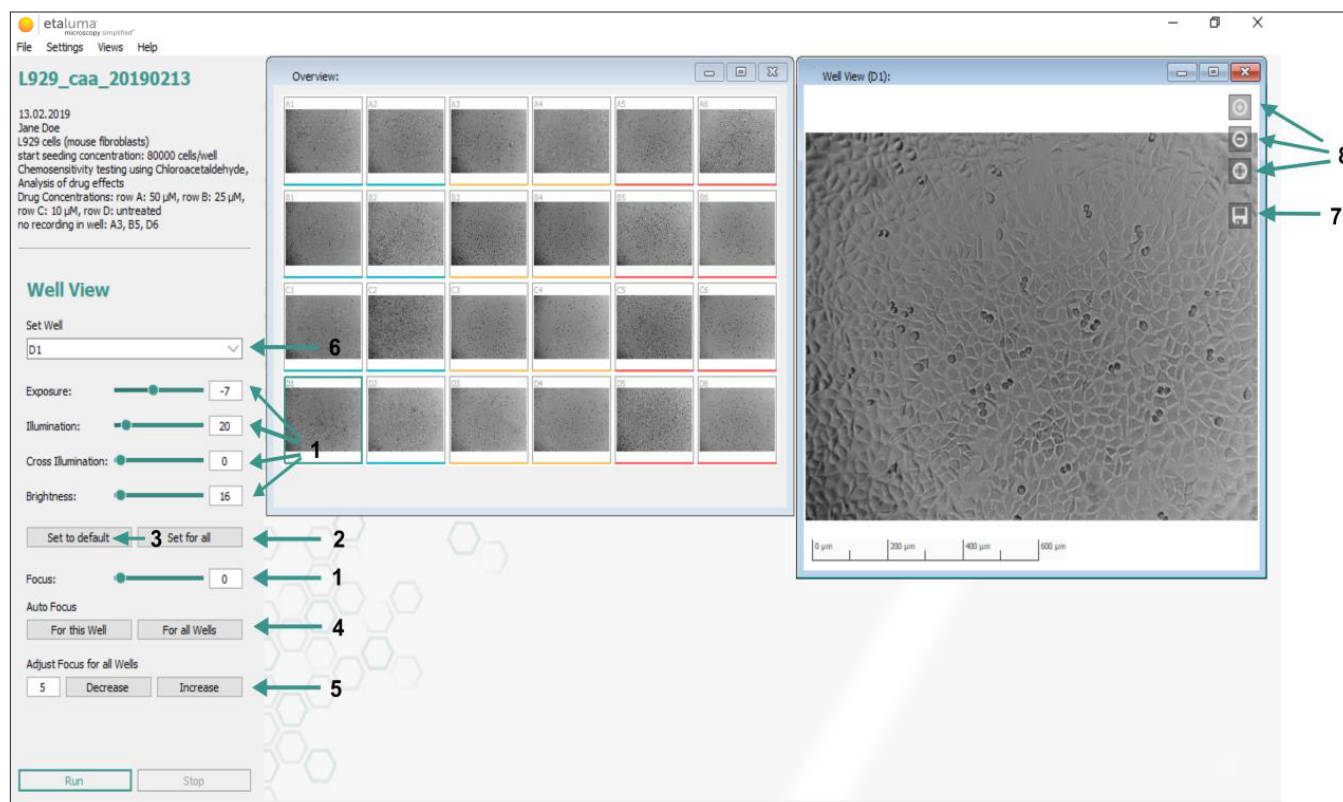 etaluma™
microscopy simplified™
File Settings Views Help
L929_caa_20190213
13.02.2019
Jane Doe
L929 cells (mouse fibroblasts)
start seeding concentration: 80000 cells/well
Chemosensitivity testing using Chloroacetaldehyde,
Analysis of drug effects
Drug Concentrations: row A: 50 µM, row B: 25 µM,
row C: 10 µM, row D: untreated
no recording in well: A3, B5, D6
Well View
Set Well
D1
6
Exposure: -7
Illumination: 20
1
Cross Illumination: 0
Brightness: 16
Set to default 3 Set for all 2
Focus: 0 1
Auto Focus
For this Well For all Wells 4
Adjust Focus for all Wells
5 Decrease Increase 5
Run Stop
Overview:
A1 A2 A3 A4 A5 A6
B1 B2 B3 B4 B5 B6
C1 C2 C3 C4 C5 C6
D1 D2 D3 D4 D5 D6
Well View (D1):
8
7
0 µm 200 µm 400 µm 600 µm